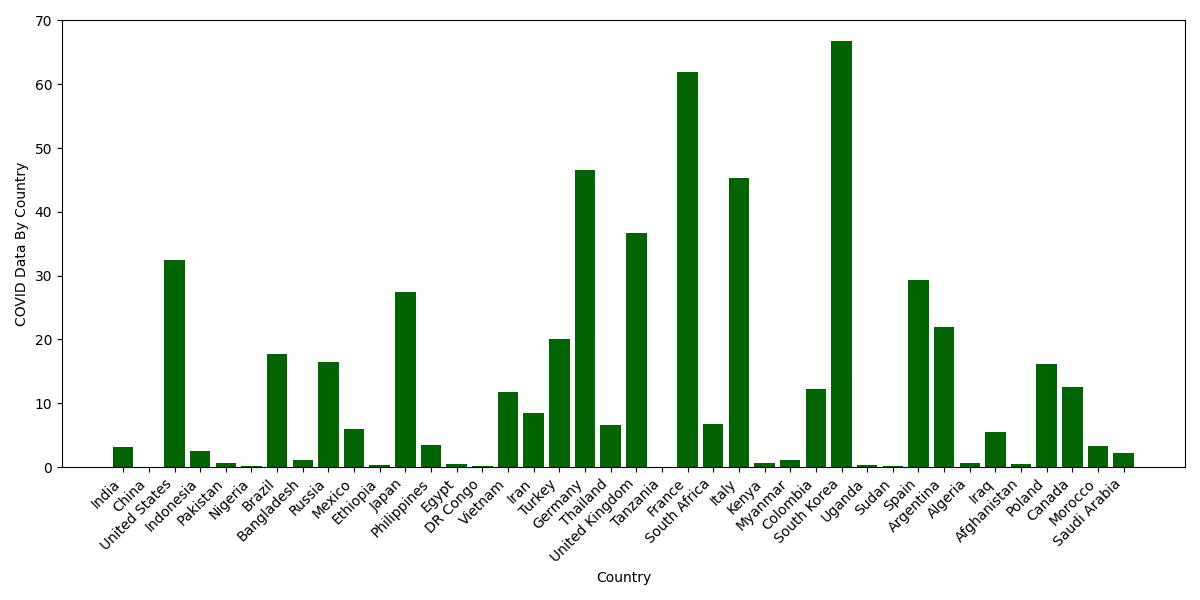 70
60
50
40
30
20
10
0
COVID Data By Country
India
China
United States
Indonesia
Pakistan
Nigeria
Brazil
Bangladesh
Russia
Mexico
Ethiopia
Japan
Philippines
Egypt
DR Congo
Vietnam
Iran
Turkey
Germany
Thailand
United Kingdom
Tanzania
France
South Africa
Italy
Kenya
Myanmar
Colombia
South Korea
Uganda
Sudan
Spain
Argentina
Algeria
Iraq
Afghanistan
Poland
Canada
Morocco
Saudi Arabia
Country